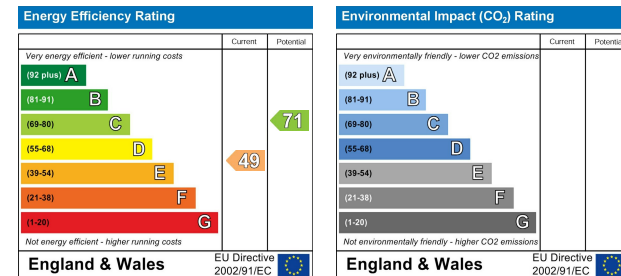 Energy Efficiency Rating
Current Potential
Very energy efficient - lower running costs
(92 plus) A
(81-91) B
(69-80) C
(55-68) D
(39-54) E
(21-38) F
(1-20) G
49
71
Not energy efficient - higher running costs
England & Wales
EU Directive
2002/91/EC
Environmental Impact (CO₂) Rating
Current Potentia
Very environmentally friendly - lower CO2 emissions
(92 plus) A
(81-91) B
(69-80) C
(55-68) D
(39-54) E
(21-38) F
(1-20) G
Not environmentally friendly - higher CO2 emissions
England & Wales
EU Directive
2002/91/EC